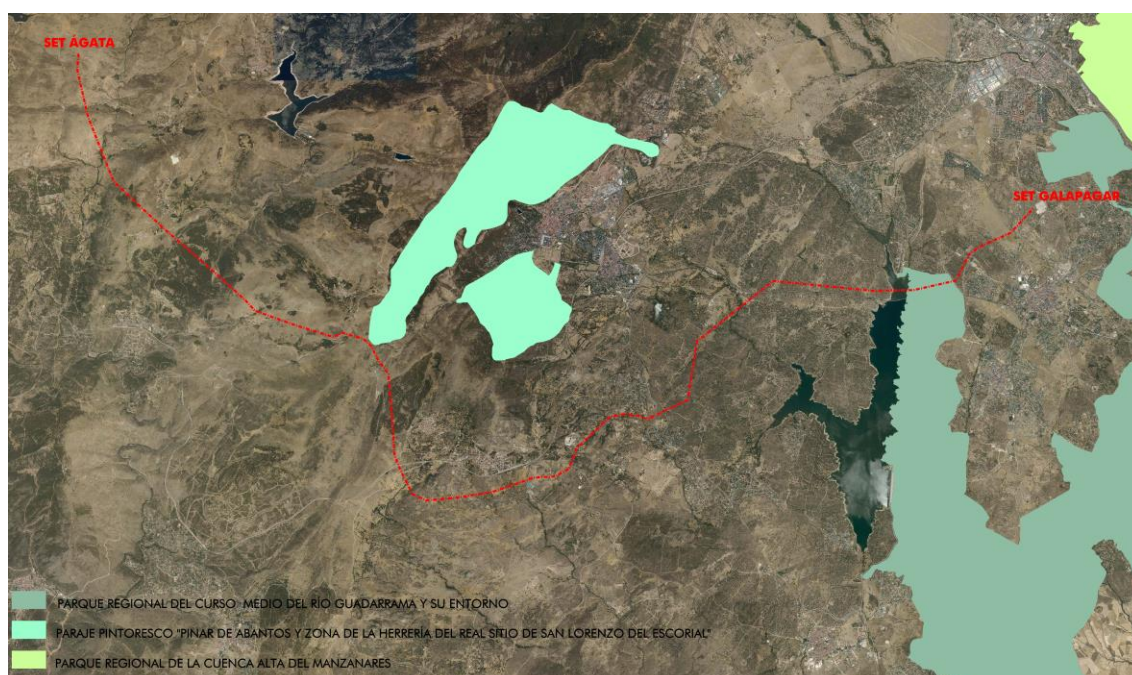 SET ÁGATA
SET GALAPAGAR
PARQUE REGIONAL DEL CURSO MEDIO DEL RÍO GUADARRAMA Y SU ENTORNO
PARAJE PINTORESCO "PINAR DE ABANTOS Y ZONA DE LA HERRERÍA DEL REAL SITIO DE SAN LORENZO DEL ESCORIAL"
PARQUE REGIONAL DE LA CUENCA ALTA DEL MANZANARES